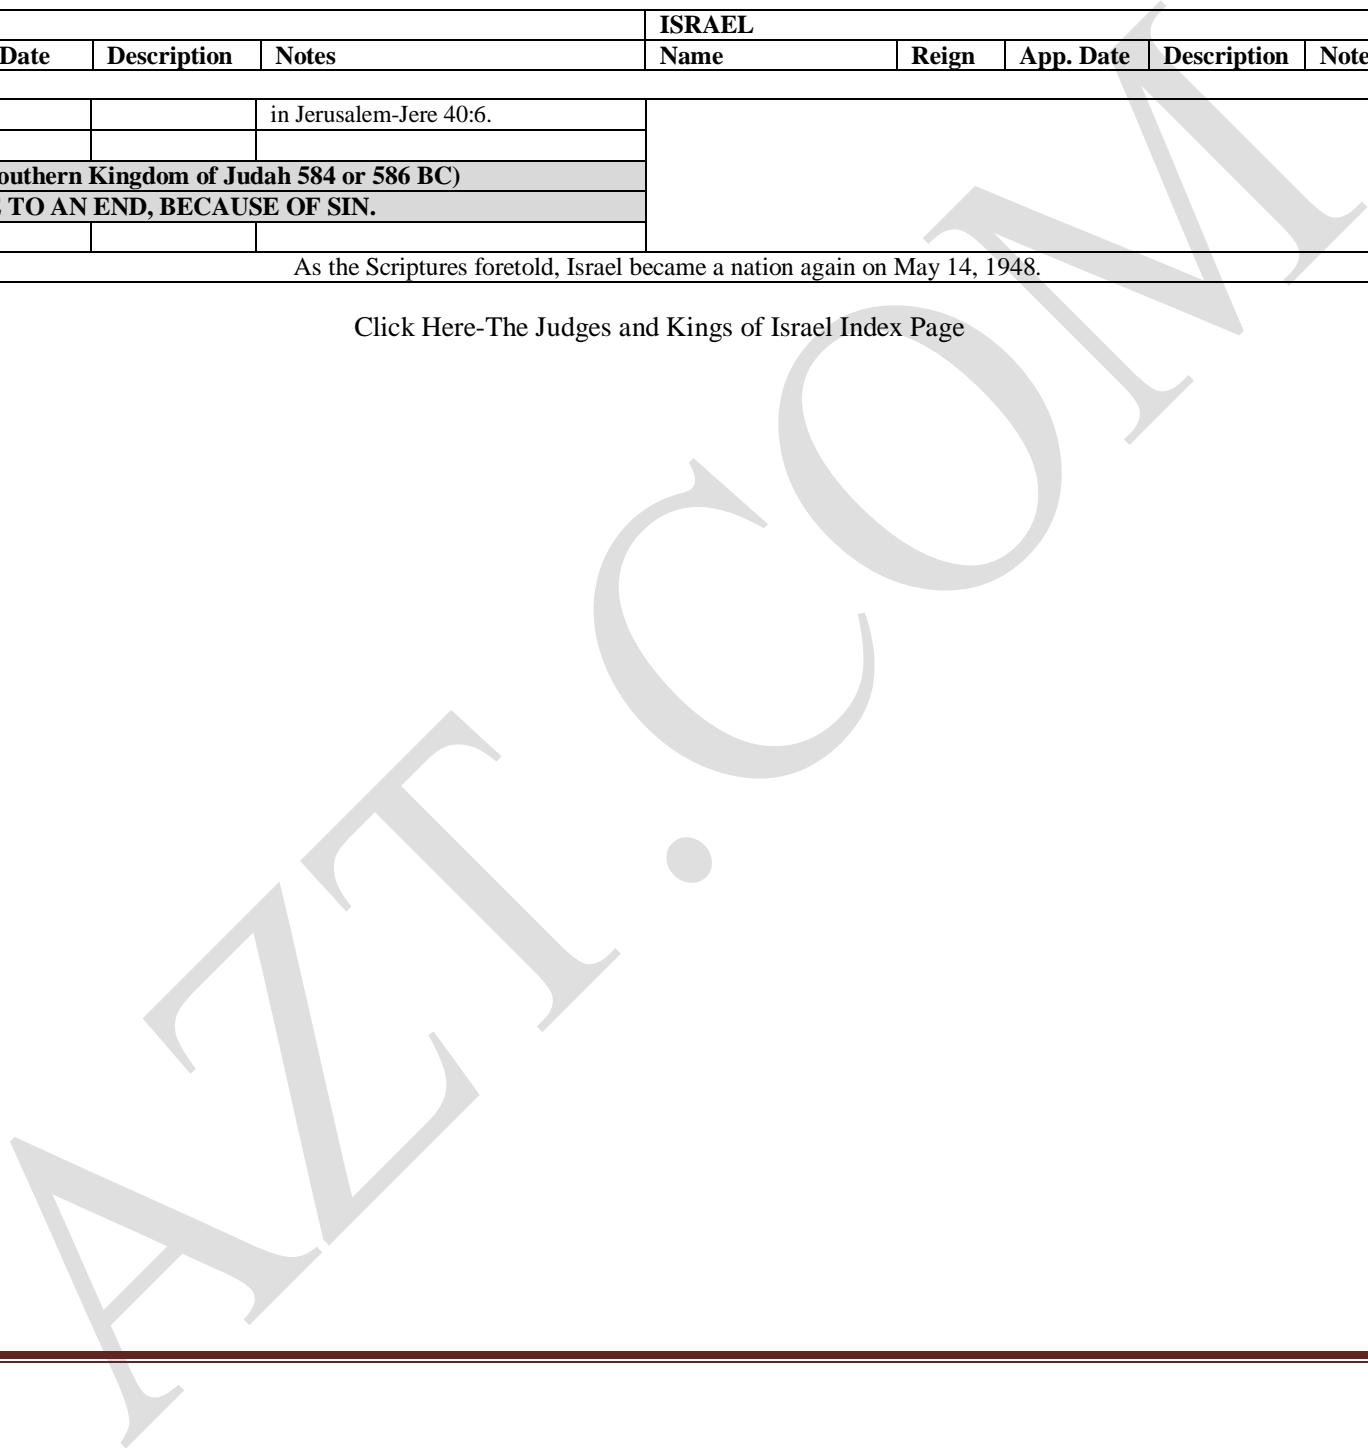 ISRAEL
Date Description Notes Name Reign App. Date Description Note
in Jerusalem-Jere 40:6.
outhern Kingdom of Judah 584 or 586 BC)
TO AN END, BECAUSE OF SIN.
As the Scriptures foretold, Israel became a nation again on May 14, 1948.
Click Here-The Judges and Kings of Israel Index Page
AZT.COM